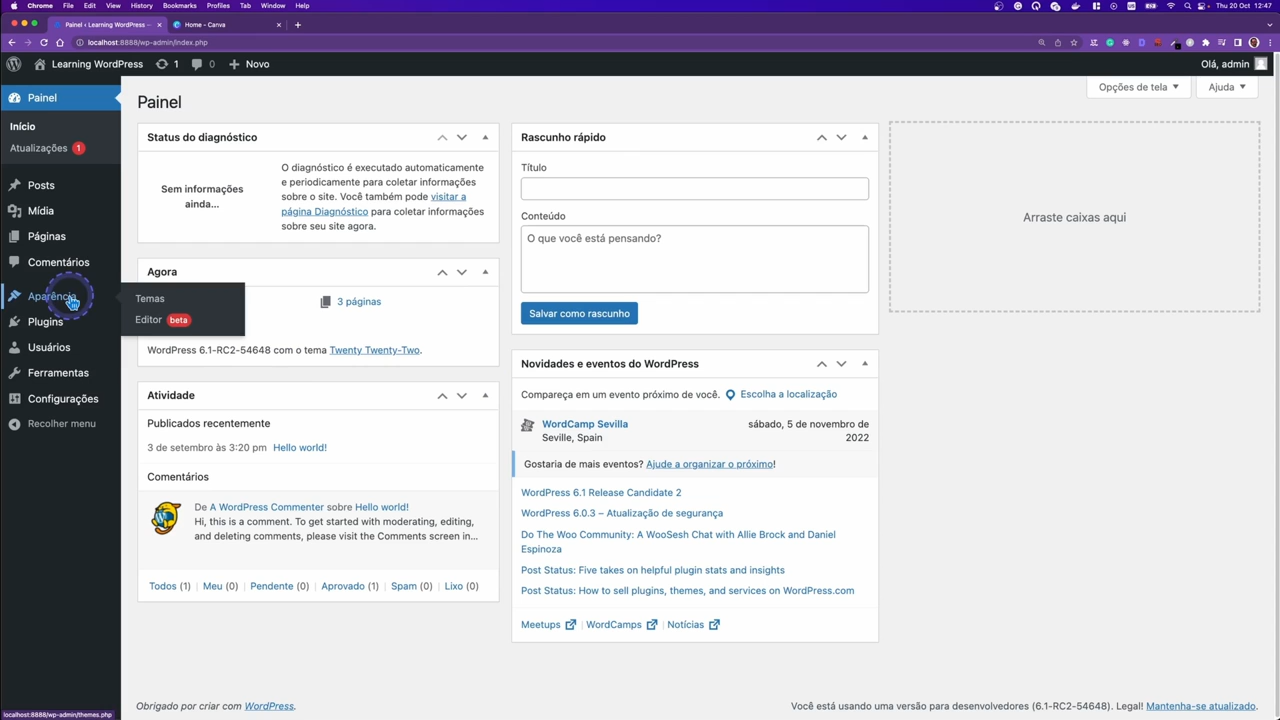 Chrome File Edit View History Bookmarks Profiles Tab Window Help
Thu 20 Oct 12:47
Painel ‹ Learning WordPress —
Home - Canva
localhost:8888/wp-admin/index.php
Learning WordPress 1 0 Novo
Olá, admin
Painel
Início
Atualizações 1
Posts
Mídia
Páginas
Comentários
Aparência
Plugins
Usuários
Ferramentas
Configurações
Recolher menu
Temas
Editor beta
Opções de tela
Ajuda
Painel
Status do diagnóstico
Sem informações
ainda...
O diagnóstico é executado automaticamente
e periodicamente para coletar informações
sobre o site. Você também pode visitar a
página Diagnóstico para coletar informações
sobre seu site agora.
Agora
3 páginas
WordPress 6.1-RC2-54648 com o tema Twenty Twenty-Two.
Atividade
Publicados recentemente
3 de setembro às 3:20 pm Hello world!
Comentários
De A WordPress Commenter sobre Hello world!
Hi, this is a comment. To get started with moderating, editing,
and deleting comments, please visit the Comments screen in...
Todos (1) | Meu (0) | Pendente (0) | Aprovado (1) | Spam (0) | Lixo (0)
Rascunho rápido
Título
Conteúdo
O que você está pensando?
Salvar como rascunho
Novidades e eventos do WordPress
Compareça em um evento próximo de você. Escolha a localização
WordCamp Sevilla
Seville, Spain
sábado, 5 de novembro de
2022
Gostaria de mais eventos? Ajude a organizar o próximo!
WordPress 6.1 Release Candidate 2
WordPress 6.0.3 – Atualização de segurança
Do The Woo Community: A WooSesh Chat with Allie Brock and Daniel
Espinoza
Post Status: Five takes on helpful plugin stats and insights
Post Status: How to sell plugins, themes, and services on WordPress.com
Meetups | WordCamps | Notícias
Arraste caixas aqui
Obrigado por criar com WordPress.
Você está usando uma versão para desenvolvedores (6.1-RC2-54648). Legal! Mantenha-se atualizado.
localhost:8888/wp-admin/themes.php